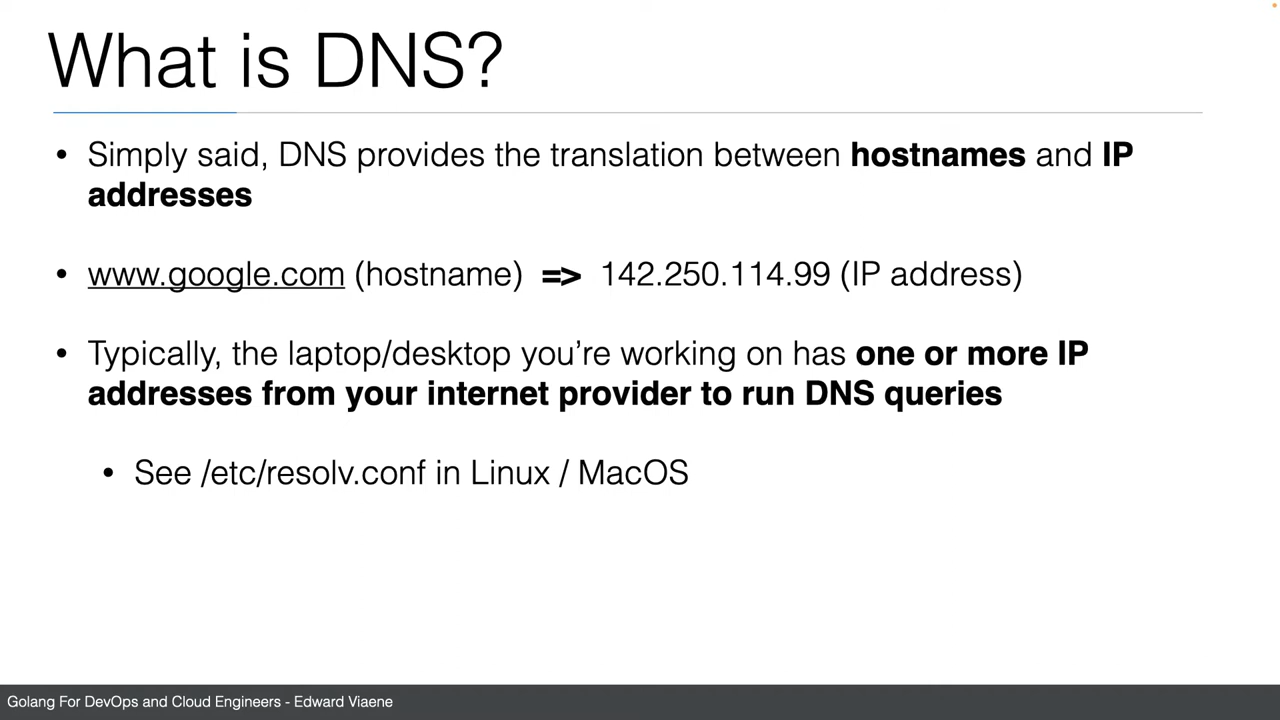 What is DNS?
• Simply said, DNS provides the translation between hostnames and IP
addresses
• www.google.com (hostname) => 142.250.114.99 (IP address)
• Typically, the laptop/desktop you’re working on has one or more IP
addresses from your internet provider to run DNS queries
• See /etc/resolv.conf in Linux / MacOS
Golang For DevOps and Cloud Engineers - Edward Viaene